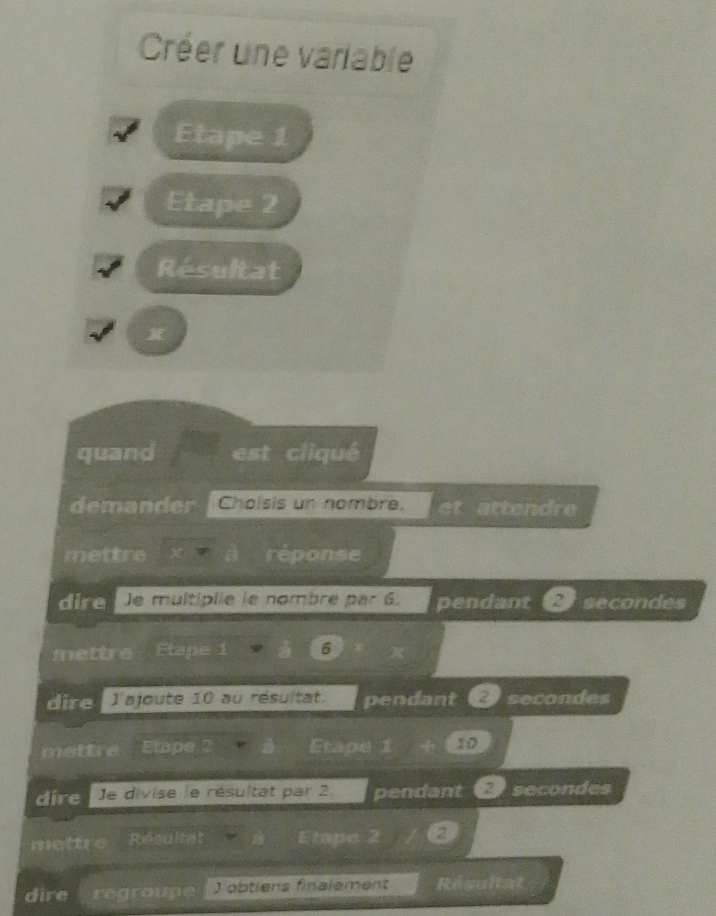 Créer une variable
Etape 1
Etape 2
Résultat
x
quand est cliqué
demander Choisis un nombre. et attendre
mettre x à réponse
dire Je multiplie le nombre par 6. pendant 2 secondes
mettre Etape 1 à 6 * x
dire J'ajoute 10 au résultat. pendant 2 secondes
mettre Etape 2 à Etape 1 + 10
dire Je divise le résultat par 2. pendant 2 secondes
mettre Résultat à Etape 2 / 2
dire regroupe J'obtiens finalement Résultat